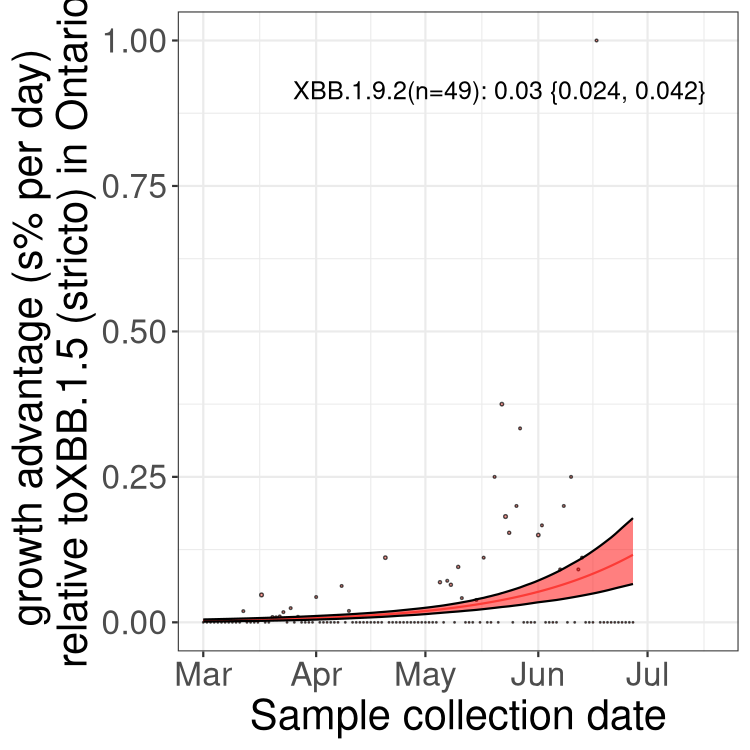 growth advantage (s% per day)
relative toXBB.1.5 (stricto) in Ontario
1.00
XBB.1.9.2(n=49): 0.03 {0.024, 0.042}
0.75
0.50
0.25
0.00
Mar Apr May Jun Jul
Sample collection date